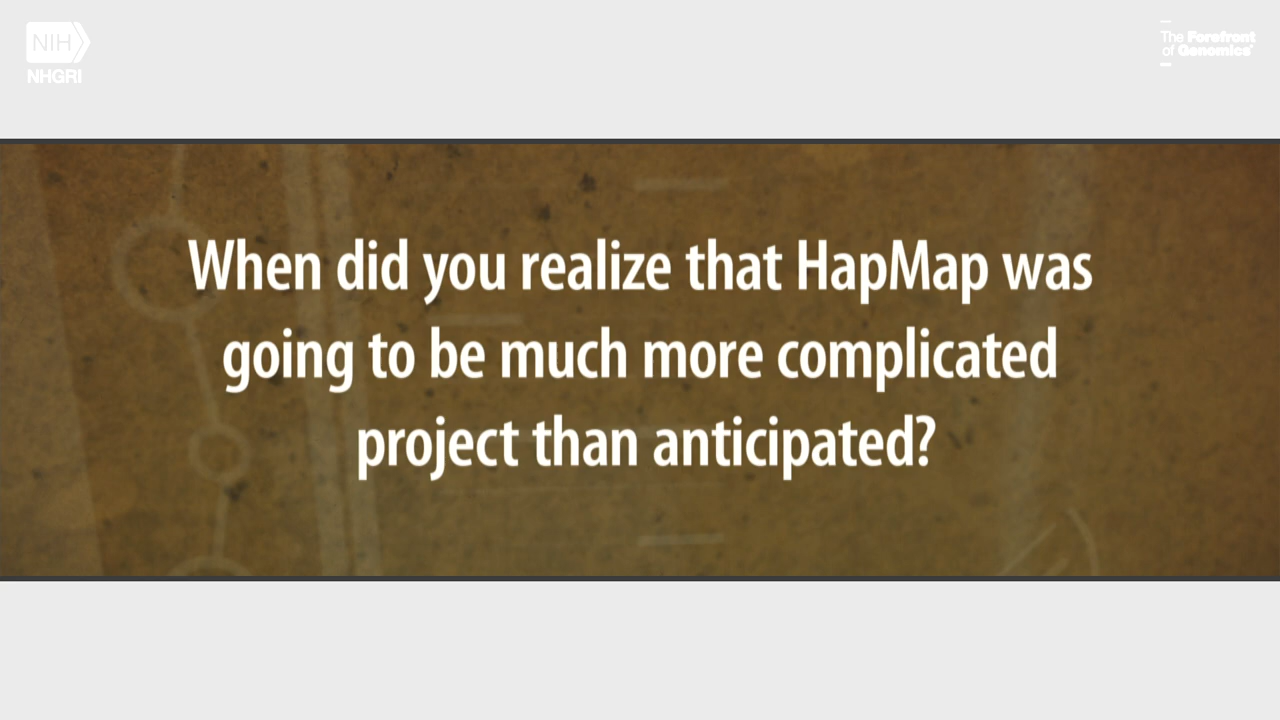 NIH
NHGRI
The Forefront
of Genomics®
When did you realize that HapMap was
going to be much more complicated
project than anticipated?